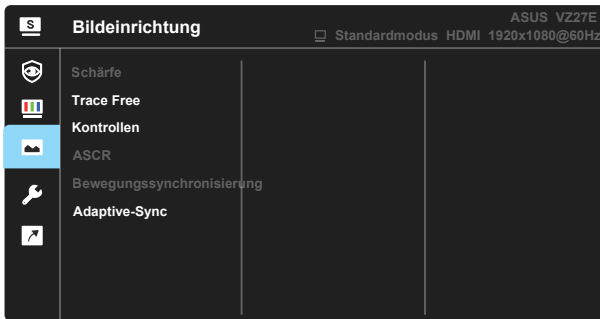 S
Bildeinrichtung
ASUS VZ27E
Standardmodus HDMI 1920x1080@60Hz
Schärfe
Trace Free
Kontrollen
ASCR
Bewegungssynchronisierung
Adaptive-Sync